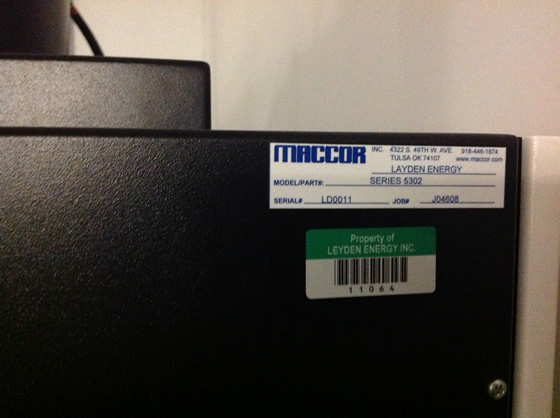 MACCOR INC. 4322 S. 49TH W. AVE. 918-446-1874
TULSA OK 74107 www.maccor.com
LAYDEN ENERGY
MODEL/PART#: SERIES 5302
SERIAL# LD0011 JOB# J04608
Property of
LEYDEN ENERGY INC.
11064